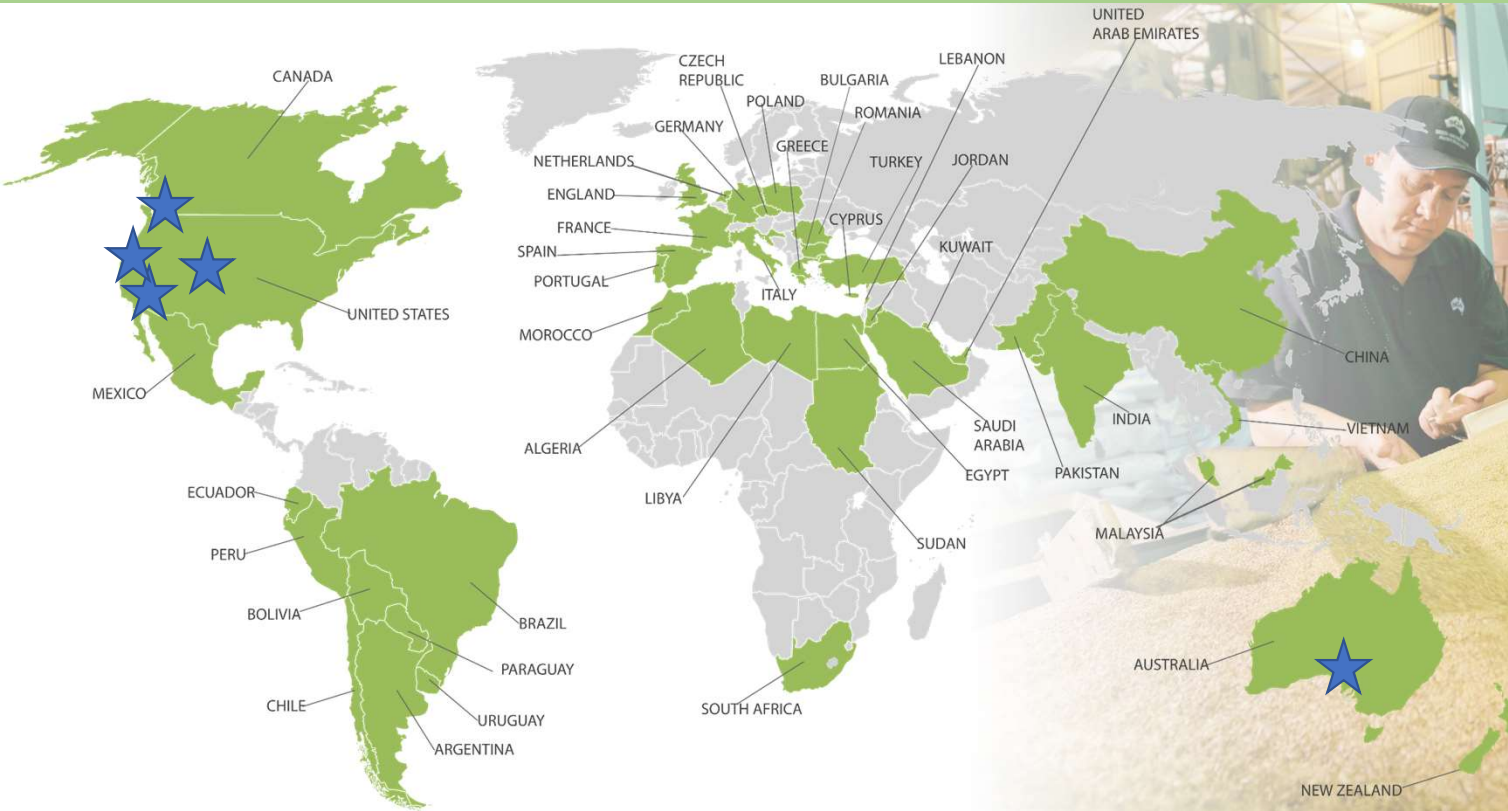 UNITED
ARAB EMIRATES
CANADA
CZECH
REPUBLIC
BULGARIA
LEBANON
POLAND
ROMANIA
GERMANY
GREECE
NETHERLANDS
TURKEY
JORDAN
ENGLAND
CYPRUS
FRANCE
KUWAIT
SPAIN
PORTUGAL
ITALY
UNITED STATES
MOROCCO
CHINA
MEXICO
INDIA
VIETNAM
SAUDI
ARABIA
ALGERIA
EGYPT
PAKISTAN
ECUADOR
LIBYA
MALAYSIA
SUDAN
PERU
BOLIVIA
BRAZIL
PARAGUAY
AUSTRALIA
CHILE
SOUTH AFRICA
URUGUAY
ARGENTINA
NEW ZEALAND